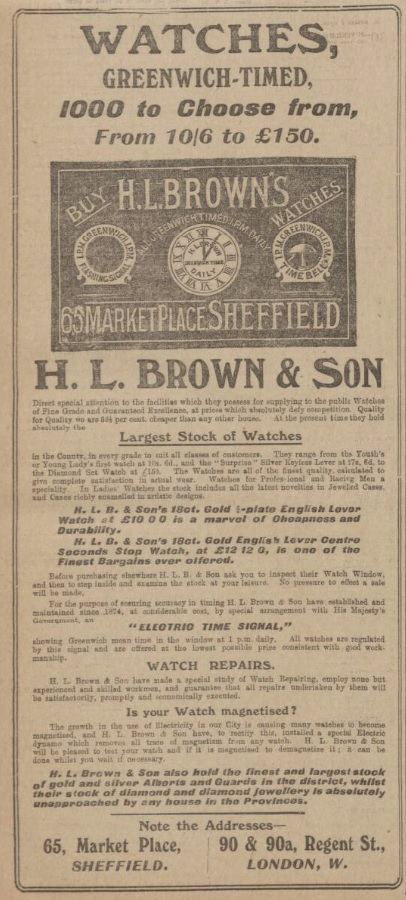 WATCHES,
GREENWICH-TIMED,
1000 to Choose from,
From 10/6 to £150.
BUY H.L.BROWN'S WATCHES
ALL GREENWICH TIMED 1 P.M. DAILY
1 P.M. GREENWICH 1 P.M.
DAILY
TIME BELL
65 MARKET PLACE SHEFFIELD
H. L. BROWN & SON
Direct special attention to the facilities which they possess for supplying to the public Watches
of Fine Grade and Guaranteed Excellence, at prices which absolutely defy competition. Quality
for Quality we are 33½ per cent. cheaper than any other house. At the present time they hold
absolutely the
Largest Stock of Watches
in the County, in every grade to suit all classes of customers. They range from the Youth's
or Young Lady's first watch at 10s. 6d., and the "Surprise" Silver Keyless Lever at 17s. 6d. to
the Diamond Set Watch at £150. The Watches are all of the finest quality, calculated to
give complete satisfaction in actual wear. Watches for Professional and Racing Men a
speciality. In Ladies' Watches the stock includes all the latest novelties in Jeweled Cases,
and Cases richly enamelled in artistic designs.
H. L. B. & Son's 18ct. Gold ¾-plate English Lover
Watch at £10 0 0 is a marvel of Cheapness and
Durability.
H. L. B. & Son's 18ct. Gold English Lever Centre
Seconds Stop Watch, at £12 12 0, is one of the
Finest Bargains ever offered.
Before purchasing elsewhere H. L. B. & Son ask you to inspect their Watch Window,
and then to step inside and examine the stock at your leisure. No pressure to effect a sale
will be made.
For the purpose of securing accuracy in timing H. L. Brown & Son have established and
maintained since 1874, at considerable cost, by special arrangement with His Majesty's
Government, an
"ELECTRIC TIME SIGNAL,"
shewing Greenwich mean time in the window at 1 p.m. daily. All watches are regulated
by this signal and are offered at the lowest possible price consistent with good work-
manship.
WATCH REPAIRS.
H. L. Brown & Son have made a special study of Watch Repairing, employ none but
experienced and skilled workmen, and guarantee that all repairs undertaken by them will
be satisfactorily, promptly and economically executed.
Is your Watch magnetised?
The growth in the use of Electricity in our City is causing many watches to become
magnetised, and H. L. Brown & Son have, to rectify this, installed a special Electric
dynamo which removes all trace of magnetism from any watch. H. L. Brown & Son
will be pleased to test your watch and if it is magnetised to demagnetise it; it can be
done whilst you wait if necessary.
H. L. Brown & Son also hold the finest and largest stock
of gold and silver Alberts and Guards in the district, whilst
their stock of diamond and diamond jewellery is absolutely
unapproached by any house in the Provinces.
Note the Addresses—
65, Market Place,
SHEFFIELD.
90 & 90a, Regent St.,
LONDON, W.